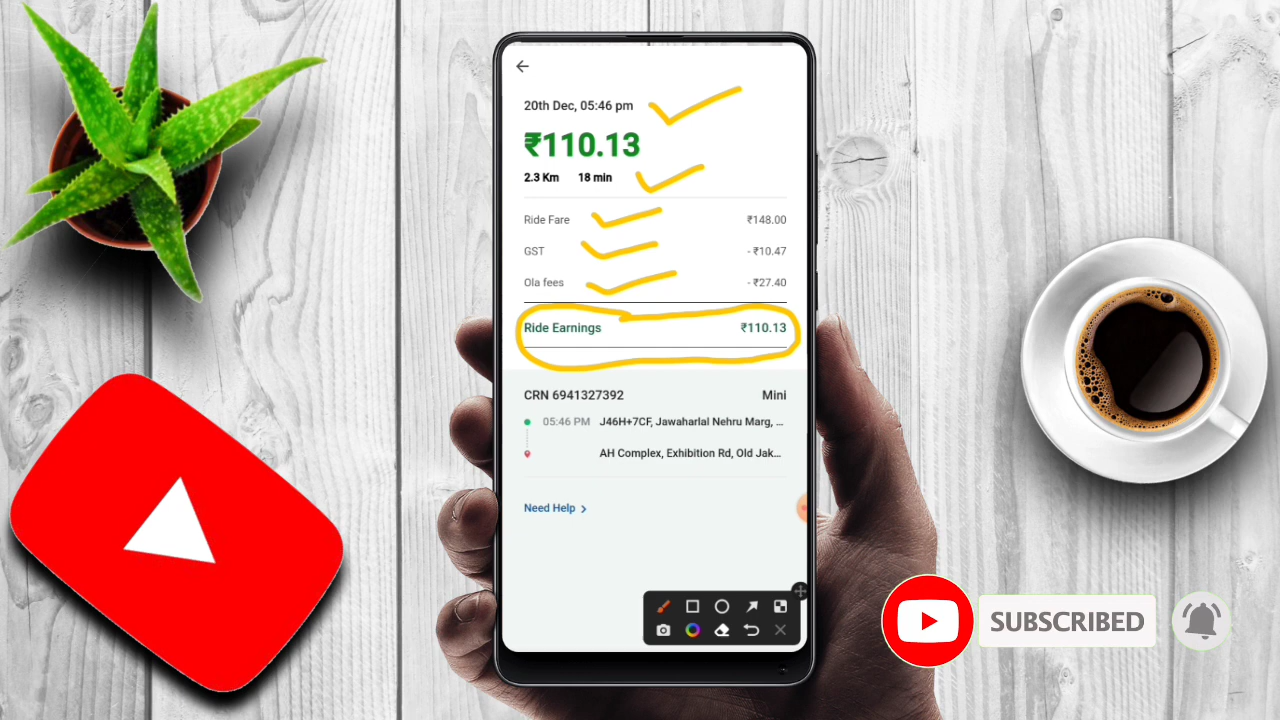 20th Dec, 05:46 pm
₹110.13
2.3 Km 18 min
Ride Fare ₹148.00
GST - ₹10.47
Ola fees - ₹27.40
Ride Earnings ₹110.13
CRN 6941327392 Mini
05:46 PM J46H+7CF, Jawaharlal Nehru Marg, ...
AH Complex, Exhibition Rd, Old Jak...
Need Help >
SUBSCRIBED